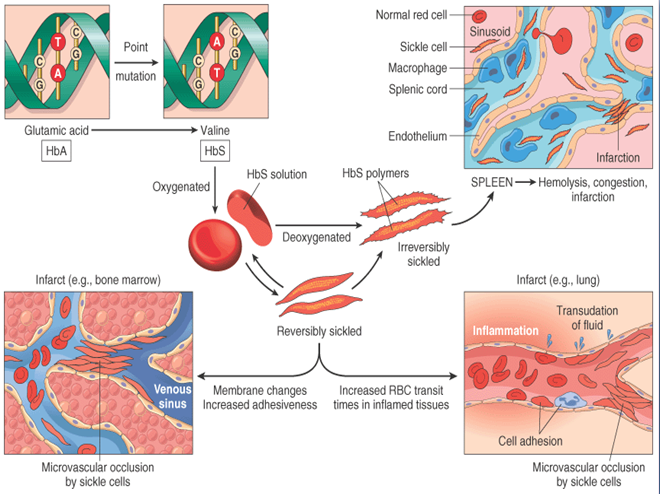 T
A
C
G
C
G
Point
mutation
A
T
C
G
C
G
Glutamic acid
Valine
HbA
HbS
Normal red cell
Sickle cell
Macrophage
Splenic cord
Endothelium
Sinusoid
Infarction
Oxygenated
HbS solution
HbS polymers
SPLEEN
Hemolysis, congestion,
infarction
Deoxygenated
Irreversibly
sickled
Reversibly sickled
Infarct (e.g., bone marrow)
Venous
sinus
Microvascular occlusion
by sickle cells
Membrane changes
Increased adhesiveness
Increased RBC transit
times in inflamed tissues
Infarct (e.g., lung)
Inflammation
Transudation
of fluid
Cell adhesion
Microvascular occlusion
by sickle cells